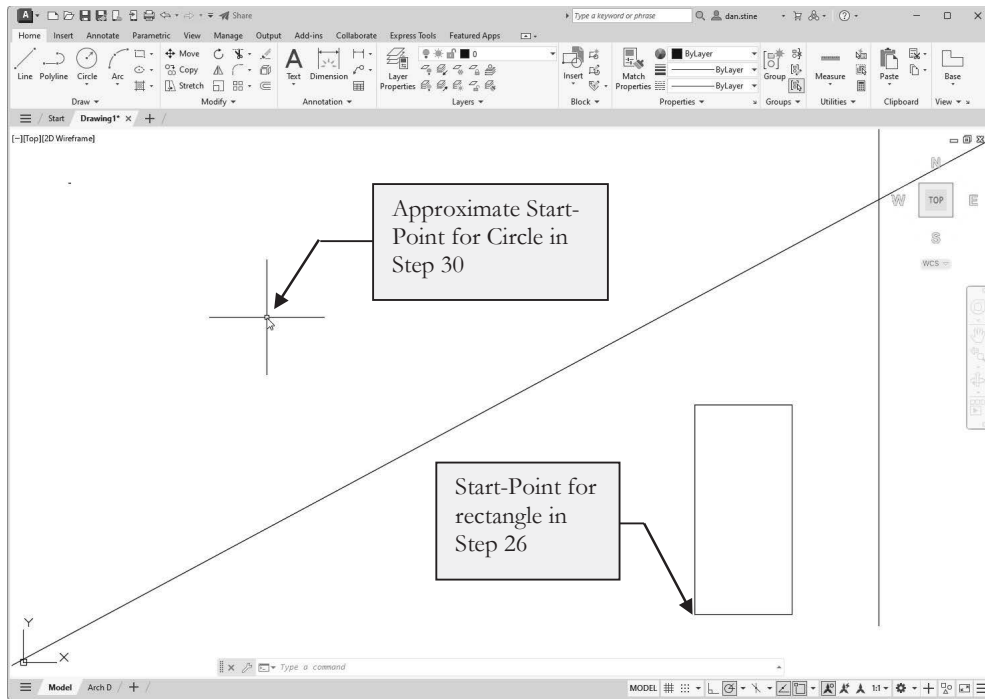 A Share Type a keyword or phrase dan.stine
Home Insert Annotate Parametric View Manage Output Add-ins Collaborate Express Tools Featured Apps
Line Polyline Circle Arc
Move
Copy
Stretch
Text Dimension
Layer Properties
0
Insert
Match Properties
ByLayer
ByLayer
ByLayer
Group
Measure
Paste
Base
Draw Modify Annotation Layers Block Properties Groups Utilities Clipboard View
Start Drawing1*
[−][Top][2D Wireframe]
N
W TOP E
S
WCS
Approximate Start-
Point for Circle in
Step 30
Start-Point for
rectangle in
Step 26
Y
X
Type a command
Model Arch D
MODEL 1:1